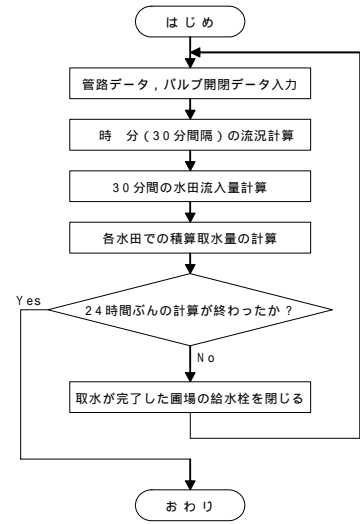 はじめ
管路データ，バルブ開閉データ入力
時　分（30分間隔）の流況計算
30分間の水田流入量計算
各水田での積算取水量の計算
24時間ぶんの計算が終わったか？
Yes
No
取水が完了した圃場の給水栓を閉じる
おわり